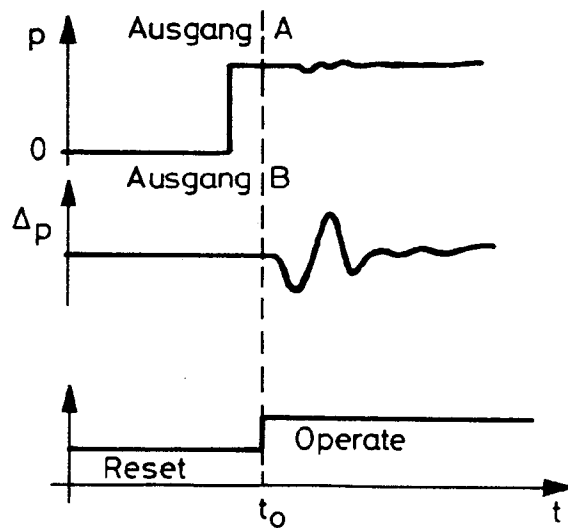 p Ausgang A
0
Ausgang B
Δp
Operate
Reset
t₀ t